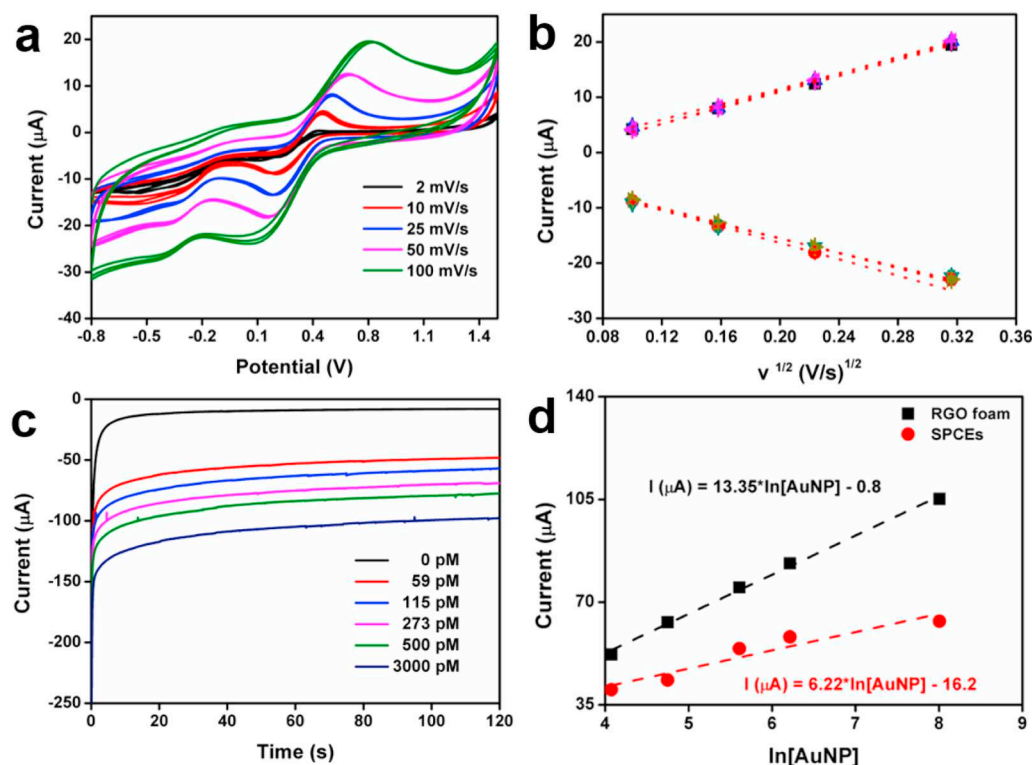 a
20
10
0
-10
-20
-30
-40
Current (µA)
2 mV/s
10 mV/s
25 mV/s
50 mV/s
100 mV/s
-0.8 -0.5 -0.2 0.1 0.4 0.8 1.1 1.4
Potential (V)
b
20
10
0
-10
-20
-30
Current (µA)
0.08 0.12 0.16 0.20 0.24 0.28 0.32 0.36
v 1/2 (V/s)1/2
c
0
-50
-100
-150
-200
-250
Current (µA)
0 pM
59 pM
115 pM
273 pM
500 pM
3000 pM
0 20 40 60 80 100 120
Time (s)
d
140
105
70
35
Current (µA)
RGO foam
SPCEs
I (µA) = 13.35*ln[AuNP] - 0.8
I (µA) = 6.22*ln[AuNP] - 16.2
4 5 6 7 8 9
ln[AuNP]